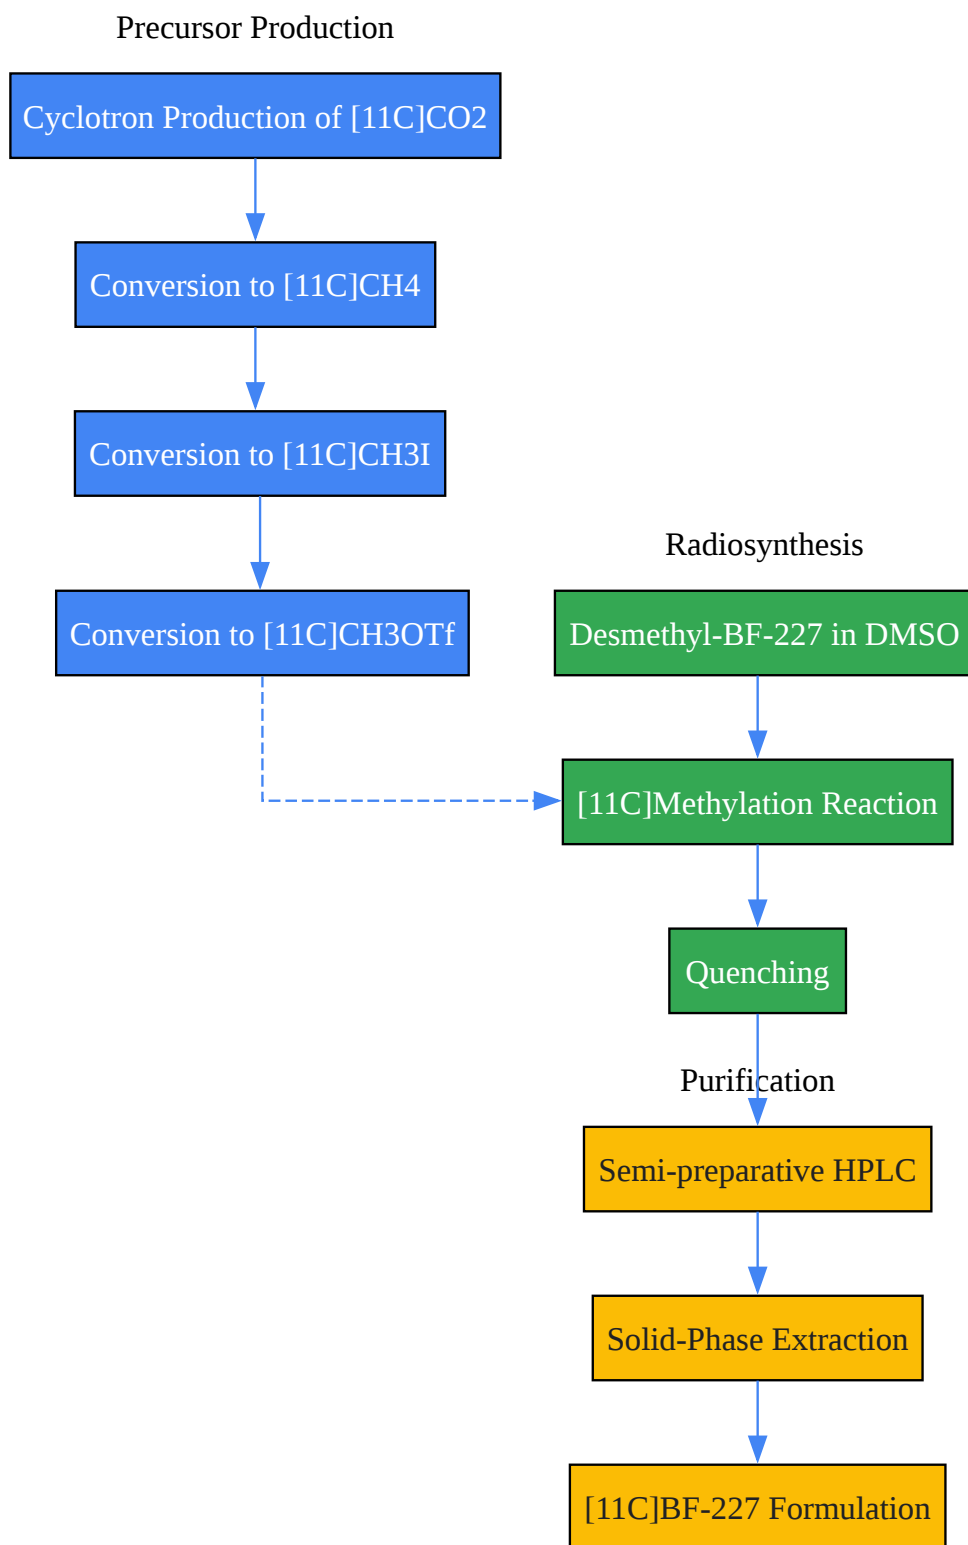 Precursor Production
Cyclotron Production of [11C]CO2
Conversion to [11C]CH4
Conversion to [11C]CH3I
Conversion to [11C]CH3OTf
Radiosynthesis
Desmethyl-BF-227 in DMSO
[11C]Methylation Reaction
Quenching
Purification
Semi-preparative HPLC
Solid-Phase Extraction
[11C]BF-227 Formulation